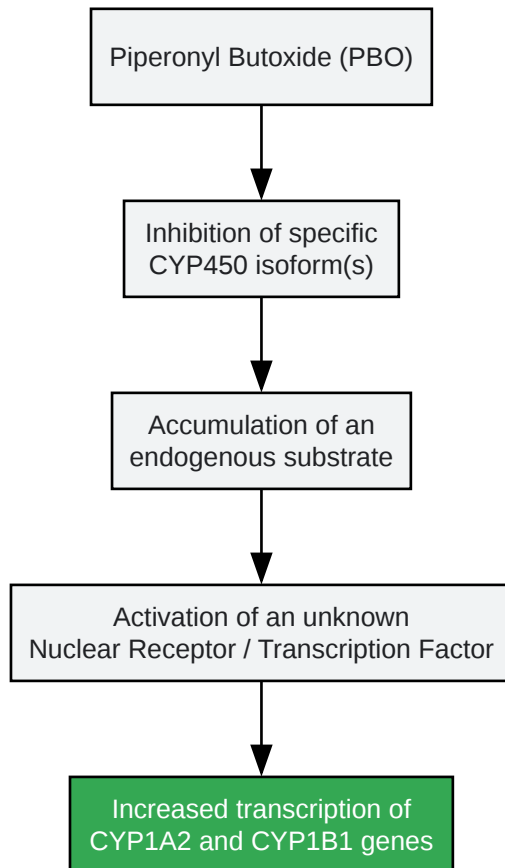 Piperonyl Butoxide (PBO)
Inhibition of specific
CYP450 isoform(s)
Accumulation of an
endogenous substrate
Activation of an unknown
Nuclear Receptor / Transcription Factor
Increased transcription of
CYP1A2 and CYP1B1 genes